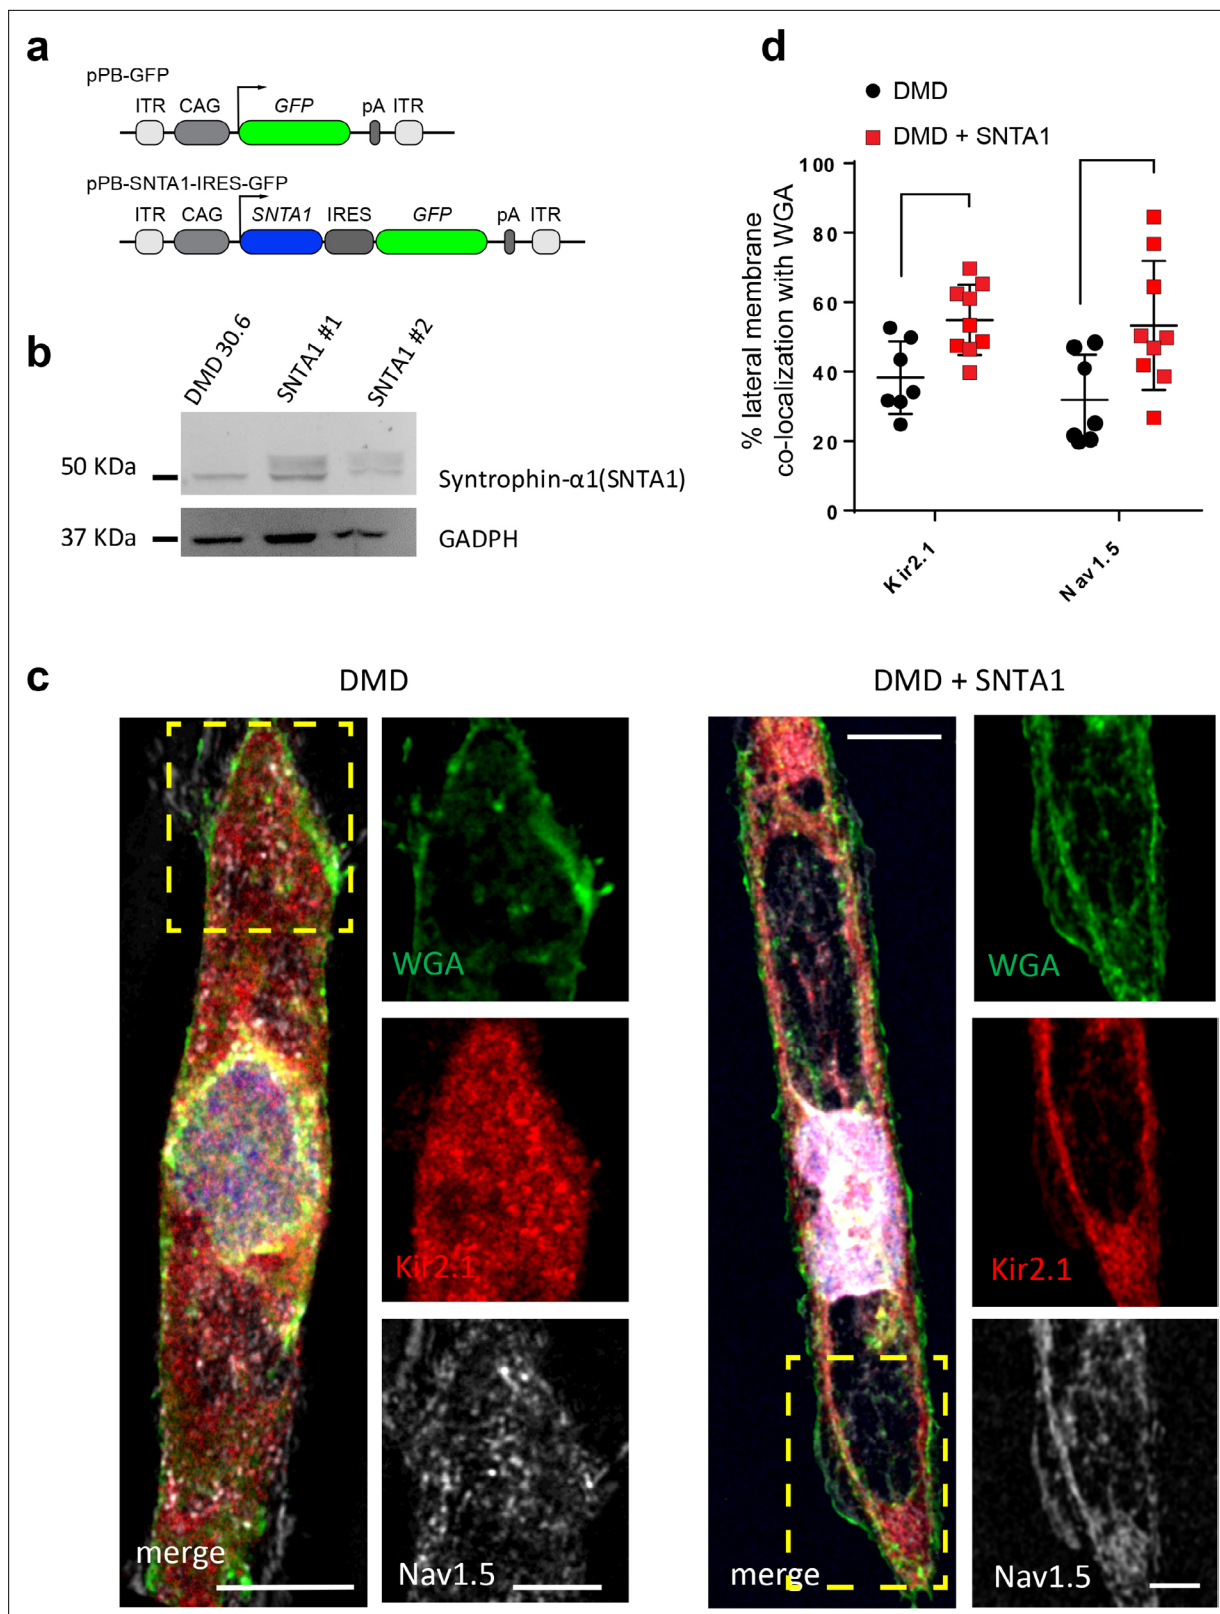 a
pPB-GFP
ITR CAG GFP pA ITR
pPB-SNTA1-IRES-GFP
ITR CAG SNTA1 IRES GFP pA ITR
b
DMD 30.6 SNTA1 #1 SNTA1 #2
50 KDa
Syntrophin-α1(SNTA1)
37 KDa
GADPH
d
DMD
DMD + SNTA1
% lateral membrane
co-localization with WGA
100
80
60
40
20
0
Kir2.1 Nav1.5
c
DMD
merge
WGA
Kir2.1
Nav1.5
DMD + SNTA1
merge
WGA
Kir2.1
Nav1.5